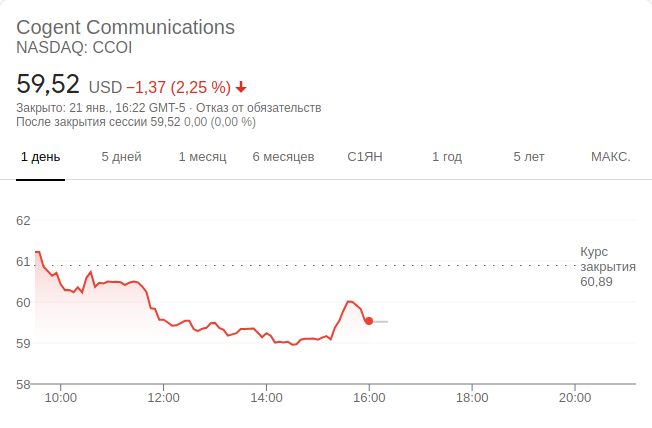 Cogent Communications
NASDAQ: CCOI
59,52 USD −1,37 (2,25 %)
Закрыто: 21 янв., 16:22 GMT-5 · Отказ от обязательств
После закрытия сессии 59,52 0,00 (0,00 %)
1 день 5 дней 1 месяц 6 месяцев С1ЯН 1 год 5 лет МАКС.
62
61
60
59
58
Курс
закрытия
60,89
10:00 12:00 14:00 16:00 18:00 20:00